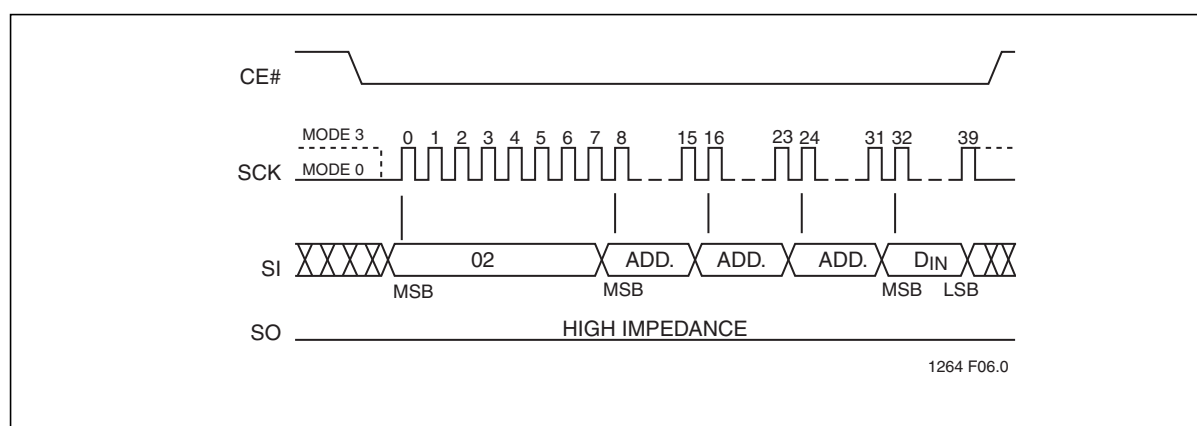 CE#
MODE 3
0 1 2 3 4 5 6 7 8 15 16 23 24 31 32 39
SCK MODE 0
SI 02 ADD. ADD. ADD. DIN
MSB MSB MSB LSB
SO HIGH IMPEDANCE
1264 F06.0